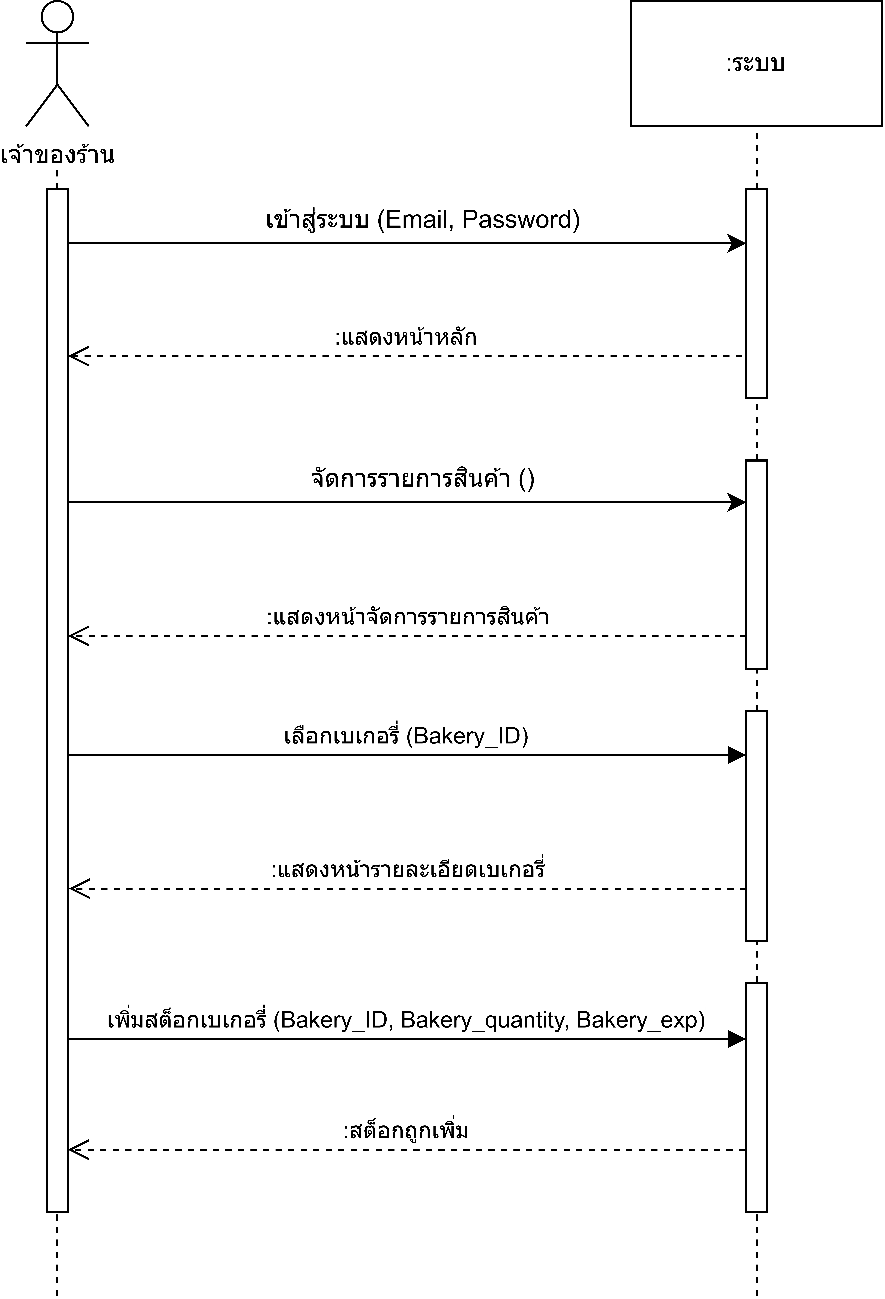 :ระบบ
เจ้าของร้าน
เข้าสู่ระบบ (Email, Password)
:แสดงหน้าหลัก
จัดการรายการสินค้า ()
:แสดงหน้าจัดการรายการสินค้า
เลือกเบเกอรี่ (Bakery_ID)
:แสดงหน้ารายละเอียดเบเกอรี่
เพิ่มสต็อกเบเกอรี่ (Bakery_ID, Bakery_quantity, Bakery_exp)
:สต็อกถูกเพิ่ม